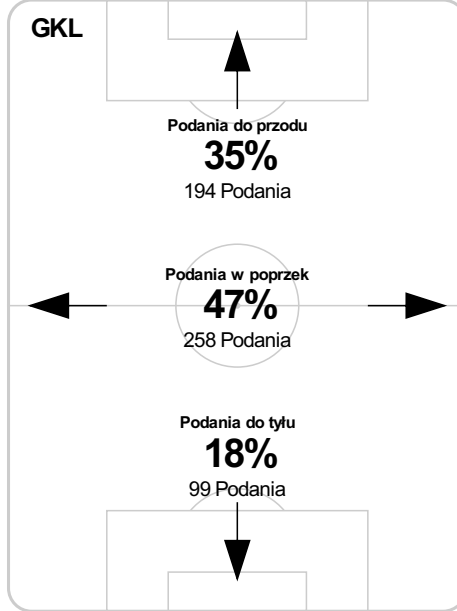 GKL
Podania do przodu
35%
194 Podania
Podania w poprzek
47%
258 Podania
Podania do tyłu
18%
99 Podania